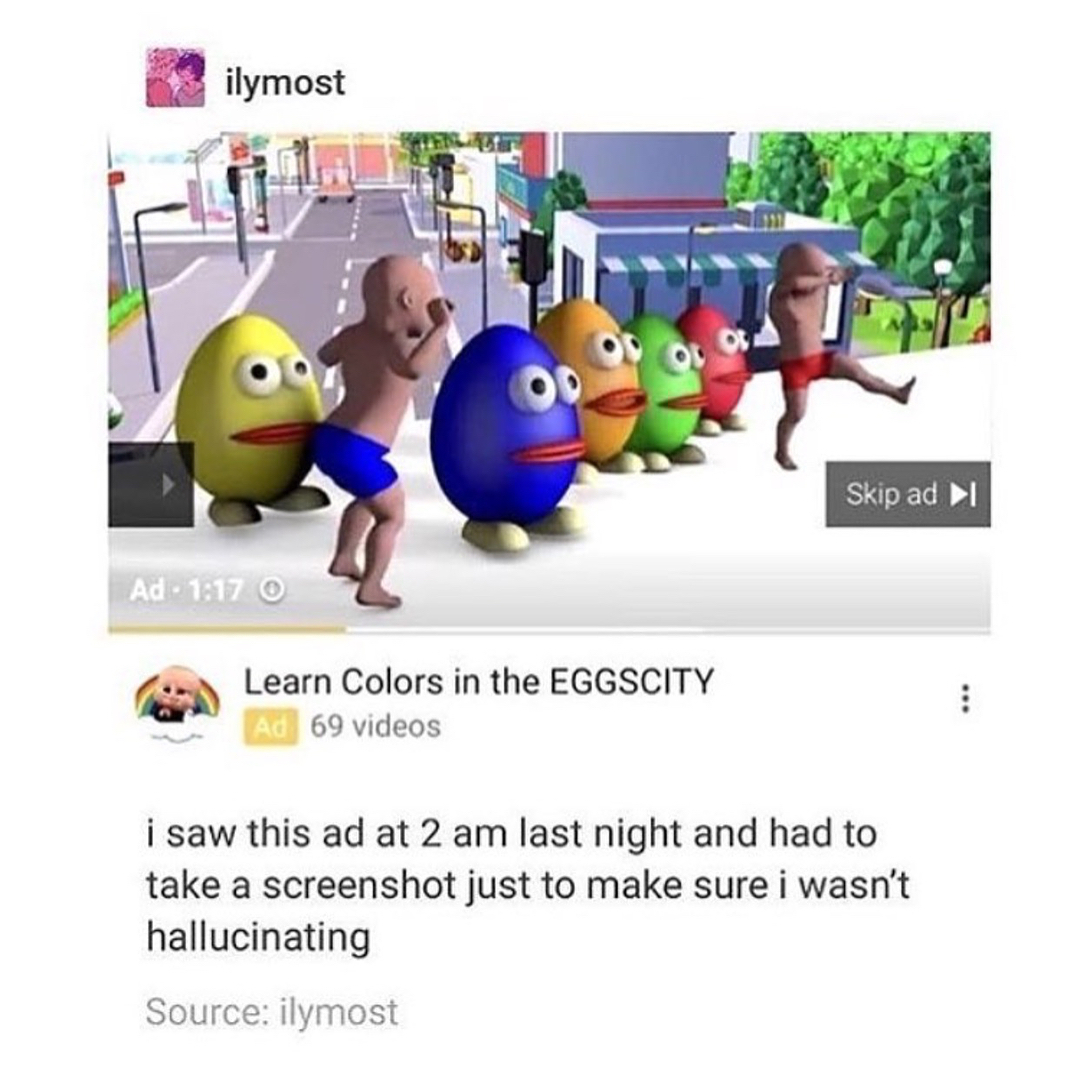 ilymost
Skip ad
Ad · 1:17
Learn Colors in the EGGSCITY
Ad 69 videos
i saw this ad at 2 am last night and had to
take a screenshot just to make sure i wasn't
hallucinating
Source: ilymost